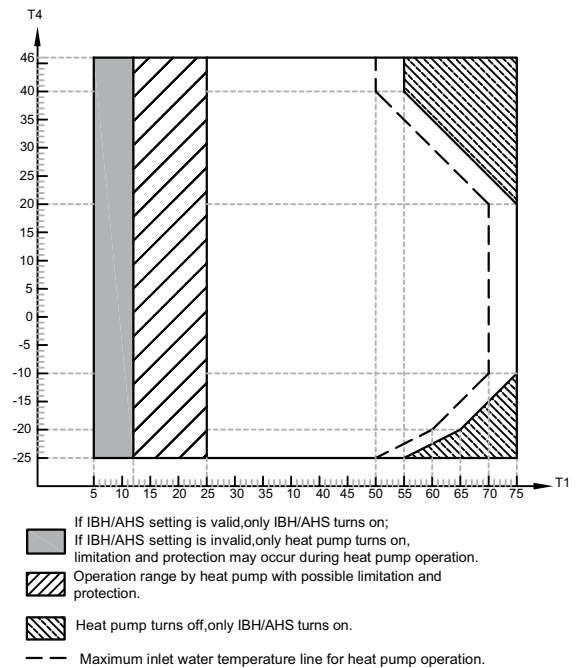 T4
46
40
35
30
20
20
15
10
5
0
-5
-10
-20
-25
5 10 15 20 25 30 10 45 50 55 60 65 70 75
T1
If IBH/AHS setting is valid,only IBH/AHS turns on;
If IBH/AHS setting is invalid,only heat pump turns on,
limitation and protection may occur during heat pump operation.
Operation range by heat pump with possible limitation and
protection.
Heat pump turns off,only IBH/AHS turns on.
Maximum inlet water temperature line for heat pump operation.